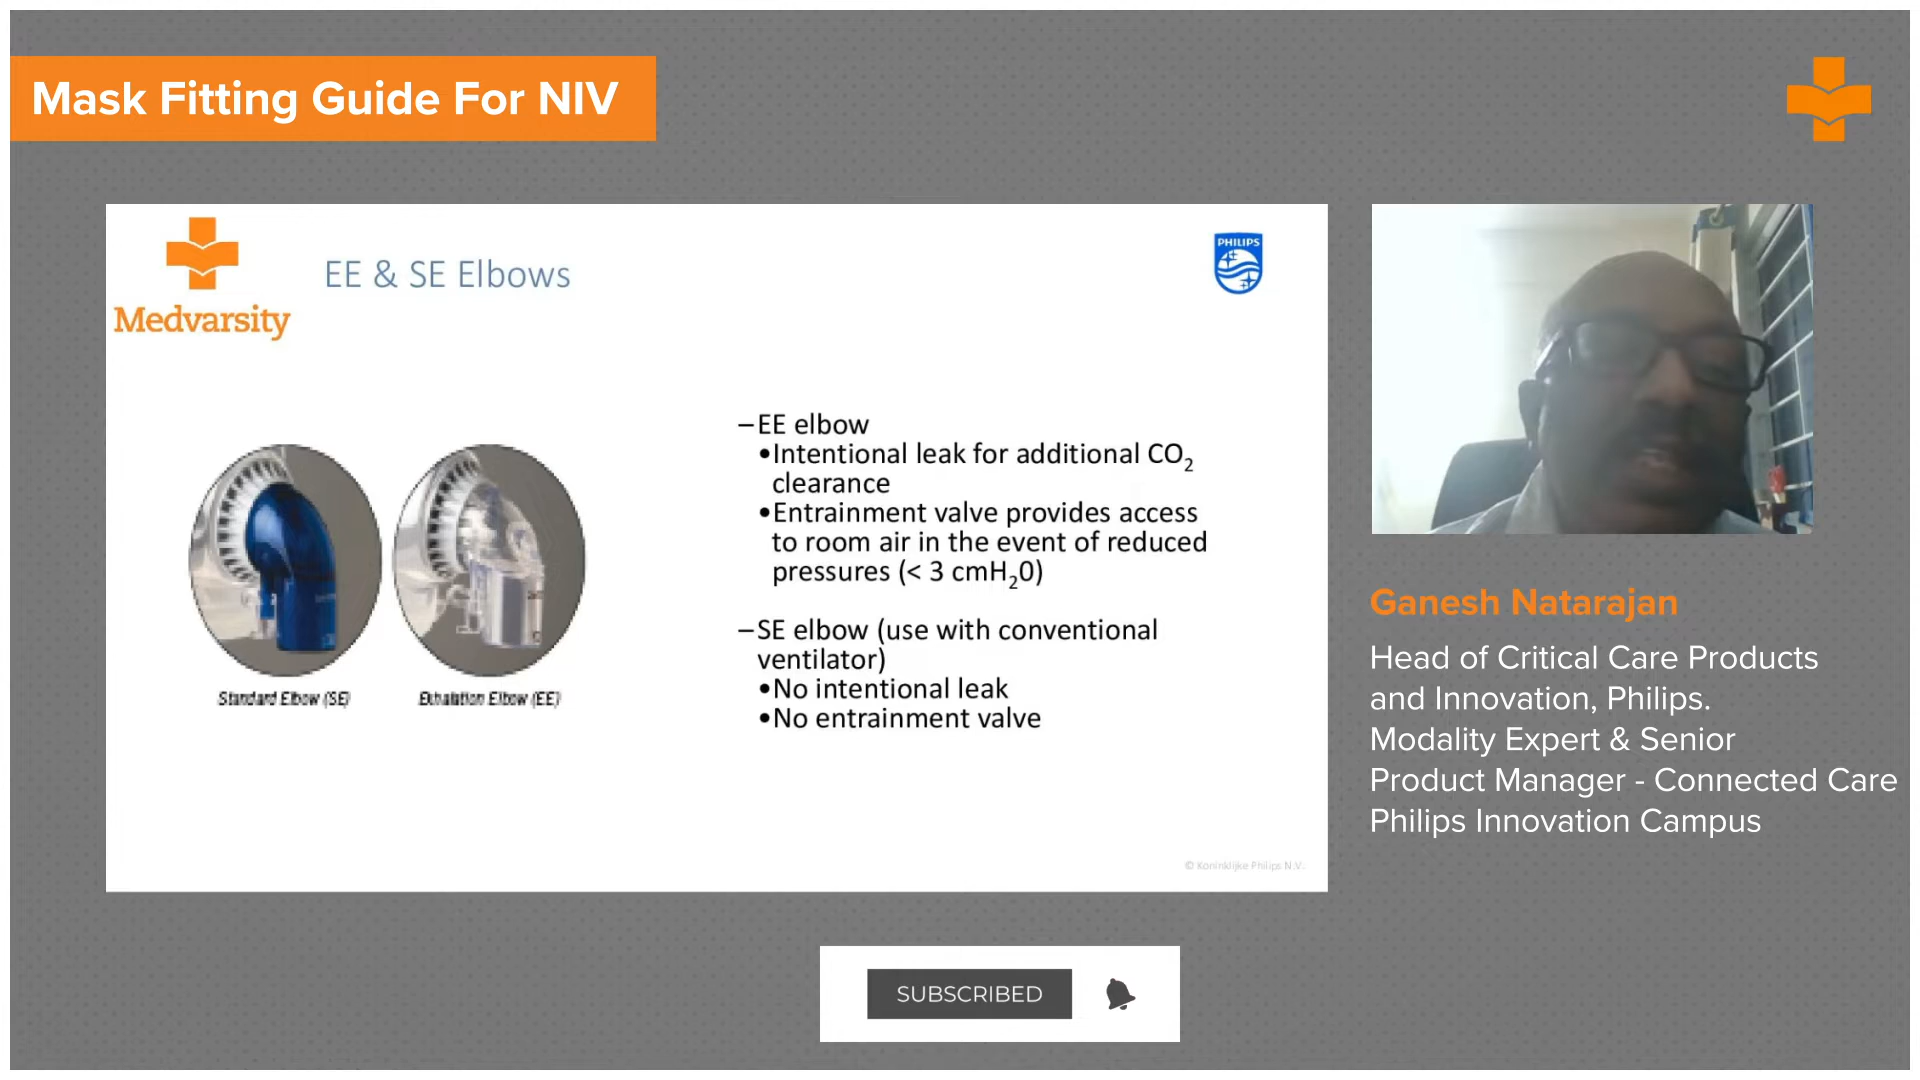 Mask Fitting Guide For NIV
Medvarsity
EE & SE Elbows
PHILIPS
–EE elbow
•Intentional leak for additional CO₂
clearance
•Entrainment valve provides access
to room air in the event of reduced
pressures (< 3 cmH₂0)
–SE elbow (use with conventional
ventilator)
•No intentional leak
•No entrainment valve
Standard Elbow (SE)
Exhalation Elbow (EE)
© Koninklijke Philips N.V.
Ganesh Natarajan
Head of Critical Care Products
and Innovation, Philips.
Modality Expert & Senior
Product Manager - Connected Care
Philips Innovation Campus
SUBSCRIBED